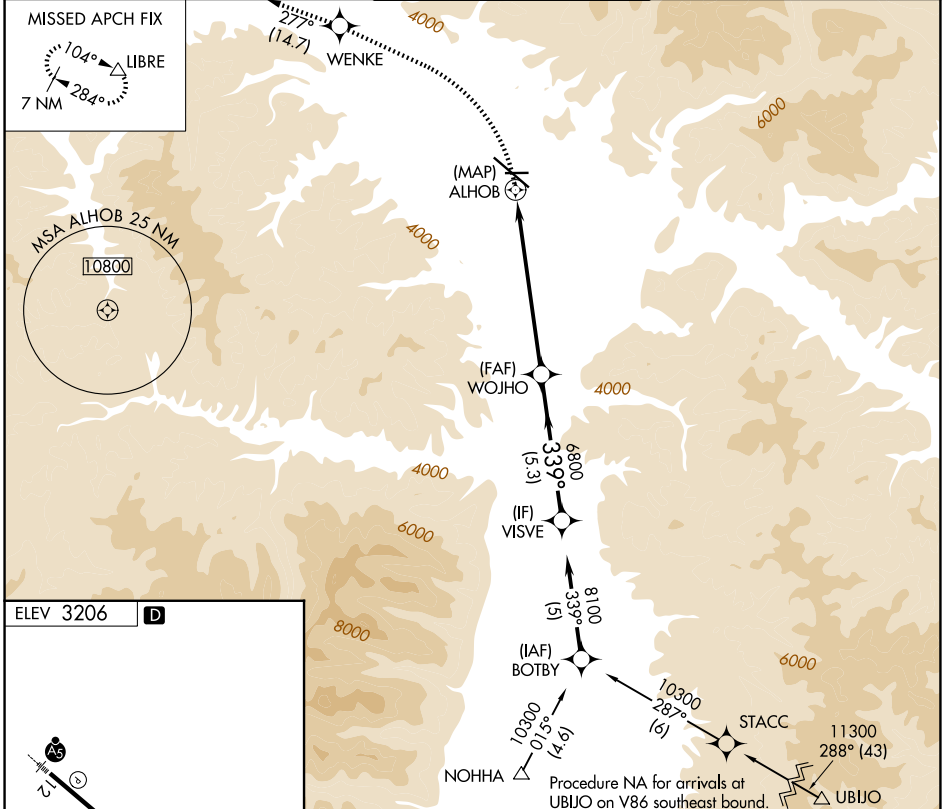 MISSED APCH FIX
104°
LIBRE
7 NM
284°
277°
(14.7)
WENKE
4000
6000
(MAP)
ALHOB
MSA ALHOB 25 NM
10800
4000
(FAF)
WOJHO
4000
6800
339°
(5.3)
4000
(IF)
VISVE
6000
8100
339°
(5)
ELEV 3206
D
8000
(IAF)
BOTBY
6000
10300
287°
(6)
STACC
10300
015°
(4.6)
11300
288° (43)
NOHHA
UBIJO
Procedure NA for arrivals at
UBIJO on V86 southeast bound.
A5
P
12